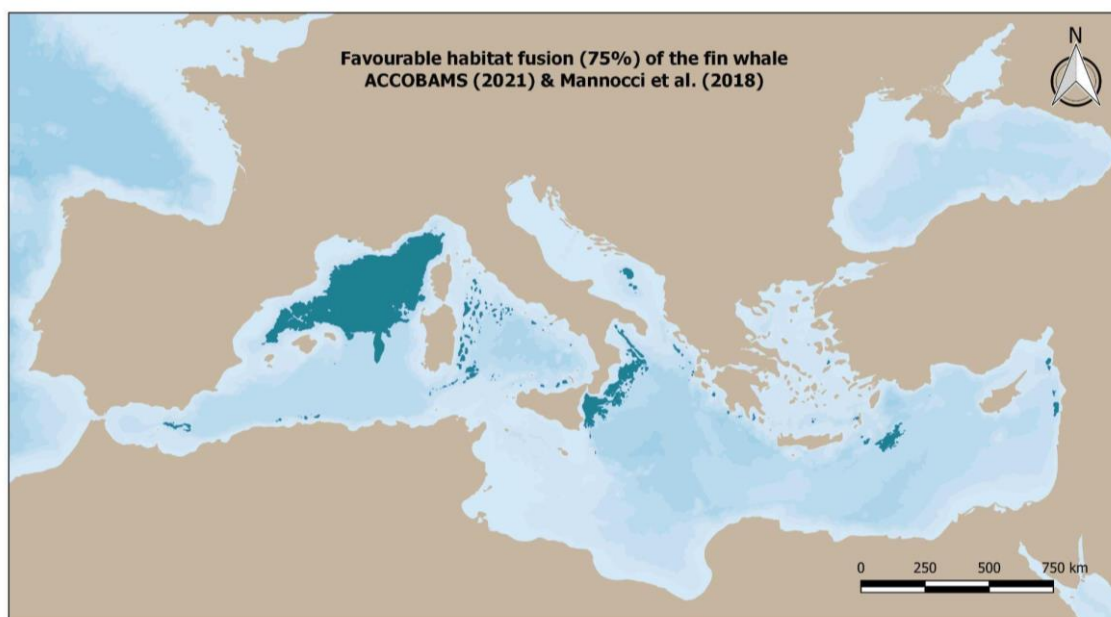 Favourable habitat fusion (75%) of the fin whale
ACCOBAMS (2021) & Mannocci et al. (2018)
N
0 250 500 750 km